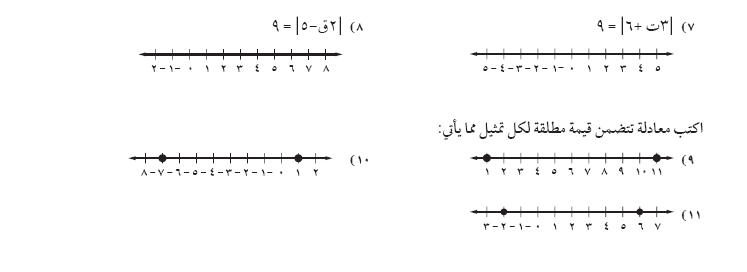 ٧) |٣ت + ٦| = ٩
٨) |٢ق - ٥| = ٩
٥- ٤- ٣- ٢- ١- ٠ ١ ٢ ٣ ٤ ٥
٢- ١- ٠ ١ ٢ ٣ ٤ ٥ ٦ ٧ ٨
اكتب معادلة تتضمن قيمة مطلقة لكل تمثيل مما يأتي:
٩)
١ ٢ ٣ ٤ ٥ ٦ ٧ ٨ ٩ ١٠ ١١
١٠)
٨- ٧- ٦- ٥- ٤- ٣- ٢- ١- ٠ ١ ٢
١١)
٣- ٢- ١- ٠ ١ ٢ ٣ ٤ ٥ ٦ ٧